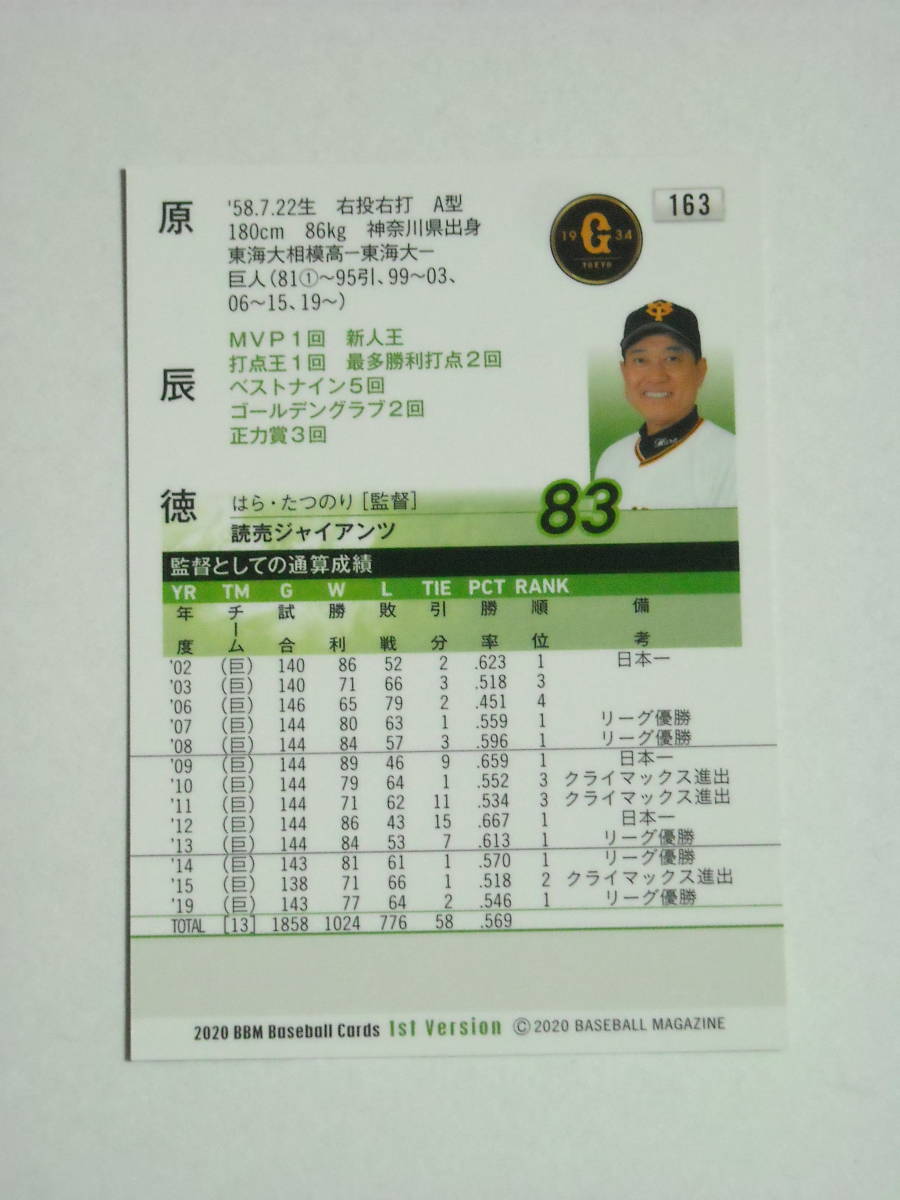 原辰徳
'58.7.22生 右投右打 A型
180cm 86kg 神奈川県出身
東海大相模高ー東海大ー
巨人(81①〜95引、99〜03、
06〜15、19〜)
MVP1回 新人王
打点王1回 最多勝利打点2回
ベストナイン5回
ゴールデングラブ2回
正力賞3回
はら・たつのり[監督]
読売ジャイアンツ
19 G 34
TOKYO
163
83
監督としての通算成績
YR TM G W L TIE PCT RANK
年度 チーム 試合 勝利 敗戦 引分 勝率 順位 備考
'02 (巨) 140 86 52 2 .623 1 日本一
'03 (巨) 140 71 66 3 .518 3
'06 (巨) 146 65 79 2 .451 4
'07 (巨) 144 80 63 1 .559 1 リーグ優勝
'08 (巨) 144 84 57 3 .596 1 リーグ優勝
'09 (巨) 144 89 46 9 .659 1 日本一
'10 (巨) 144 79 64 1 .552 3 クライマックス進出
'11 (巨) 144 71 62 11 .534 3 クライマックス進出
'12 (巨) 144 86 43 15 .667 1 日本一
'13 (巨) 144 84 53 7 .613 1 リーグ優勝
'14 (巨) 143 81 61 1 .570 1 リーグ優勝
'15 (巨) 138 71 66 1 .518 2 クライマックス進出
'19 (巨) 143 77 64 2 .546 1 リーグ優勝
TOTAL [13] 1858 1024 776 58 .569
2020 BBM Baseball Cards 1st Version ©2020 BASEBALL MAGAZINE